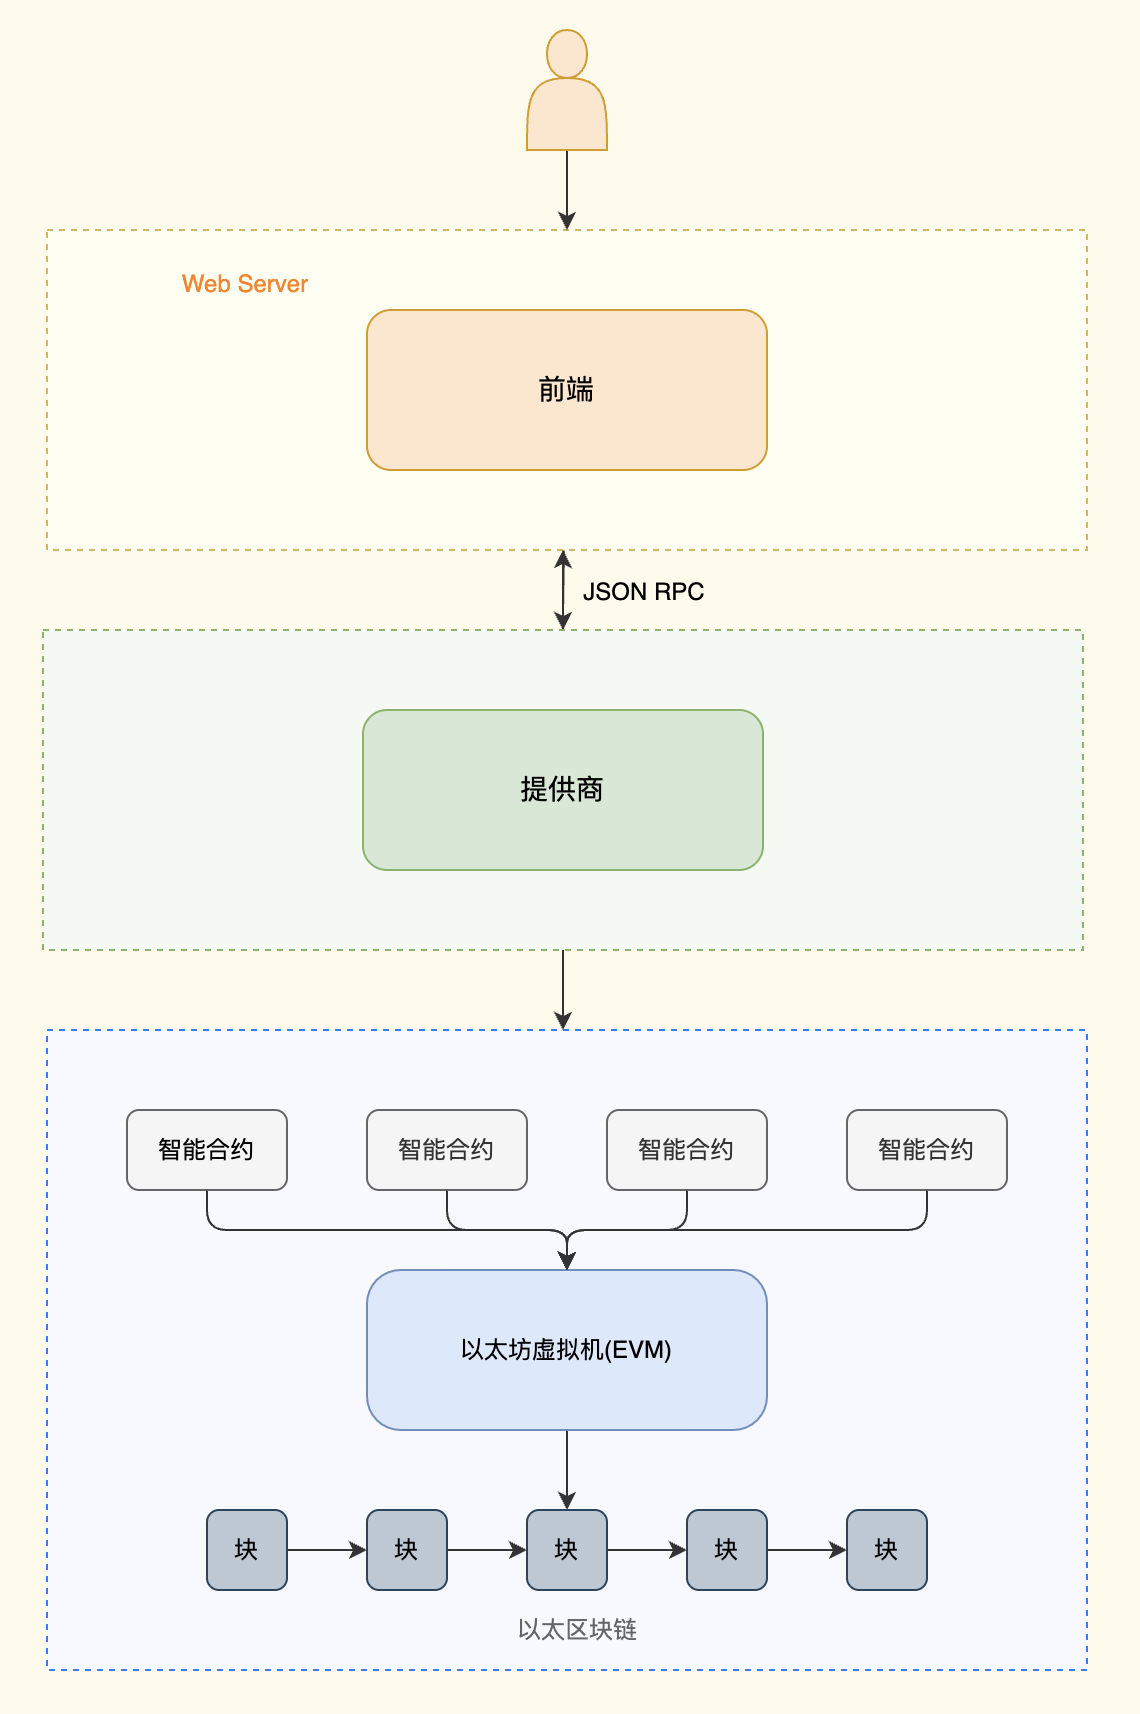 Web Server
前端
JSON RPC
提供商
智能合约
智能合约
智能合约
智能合约
以太坊虚拟机(EVM)
块
块
块
块
块
以太区块链